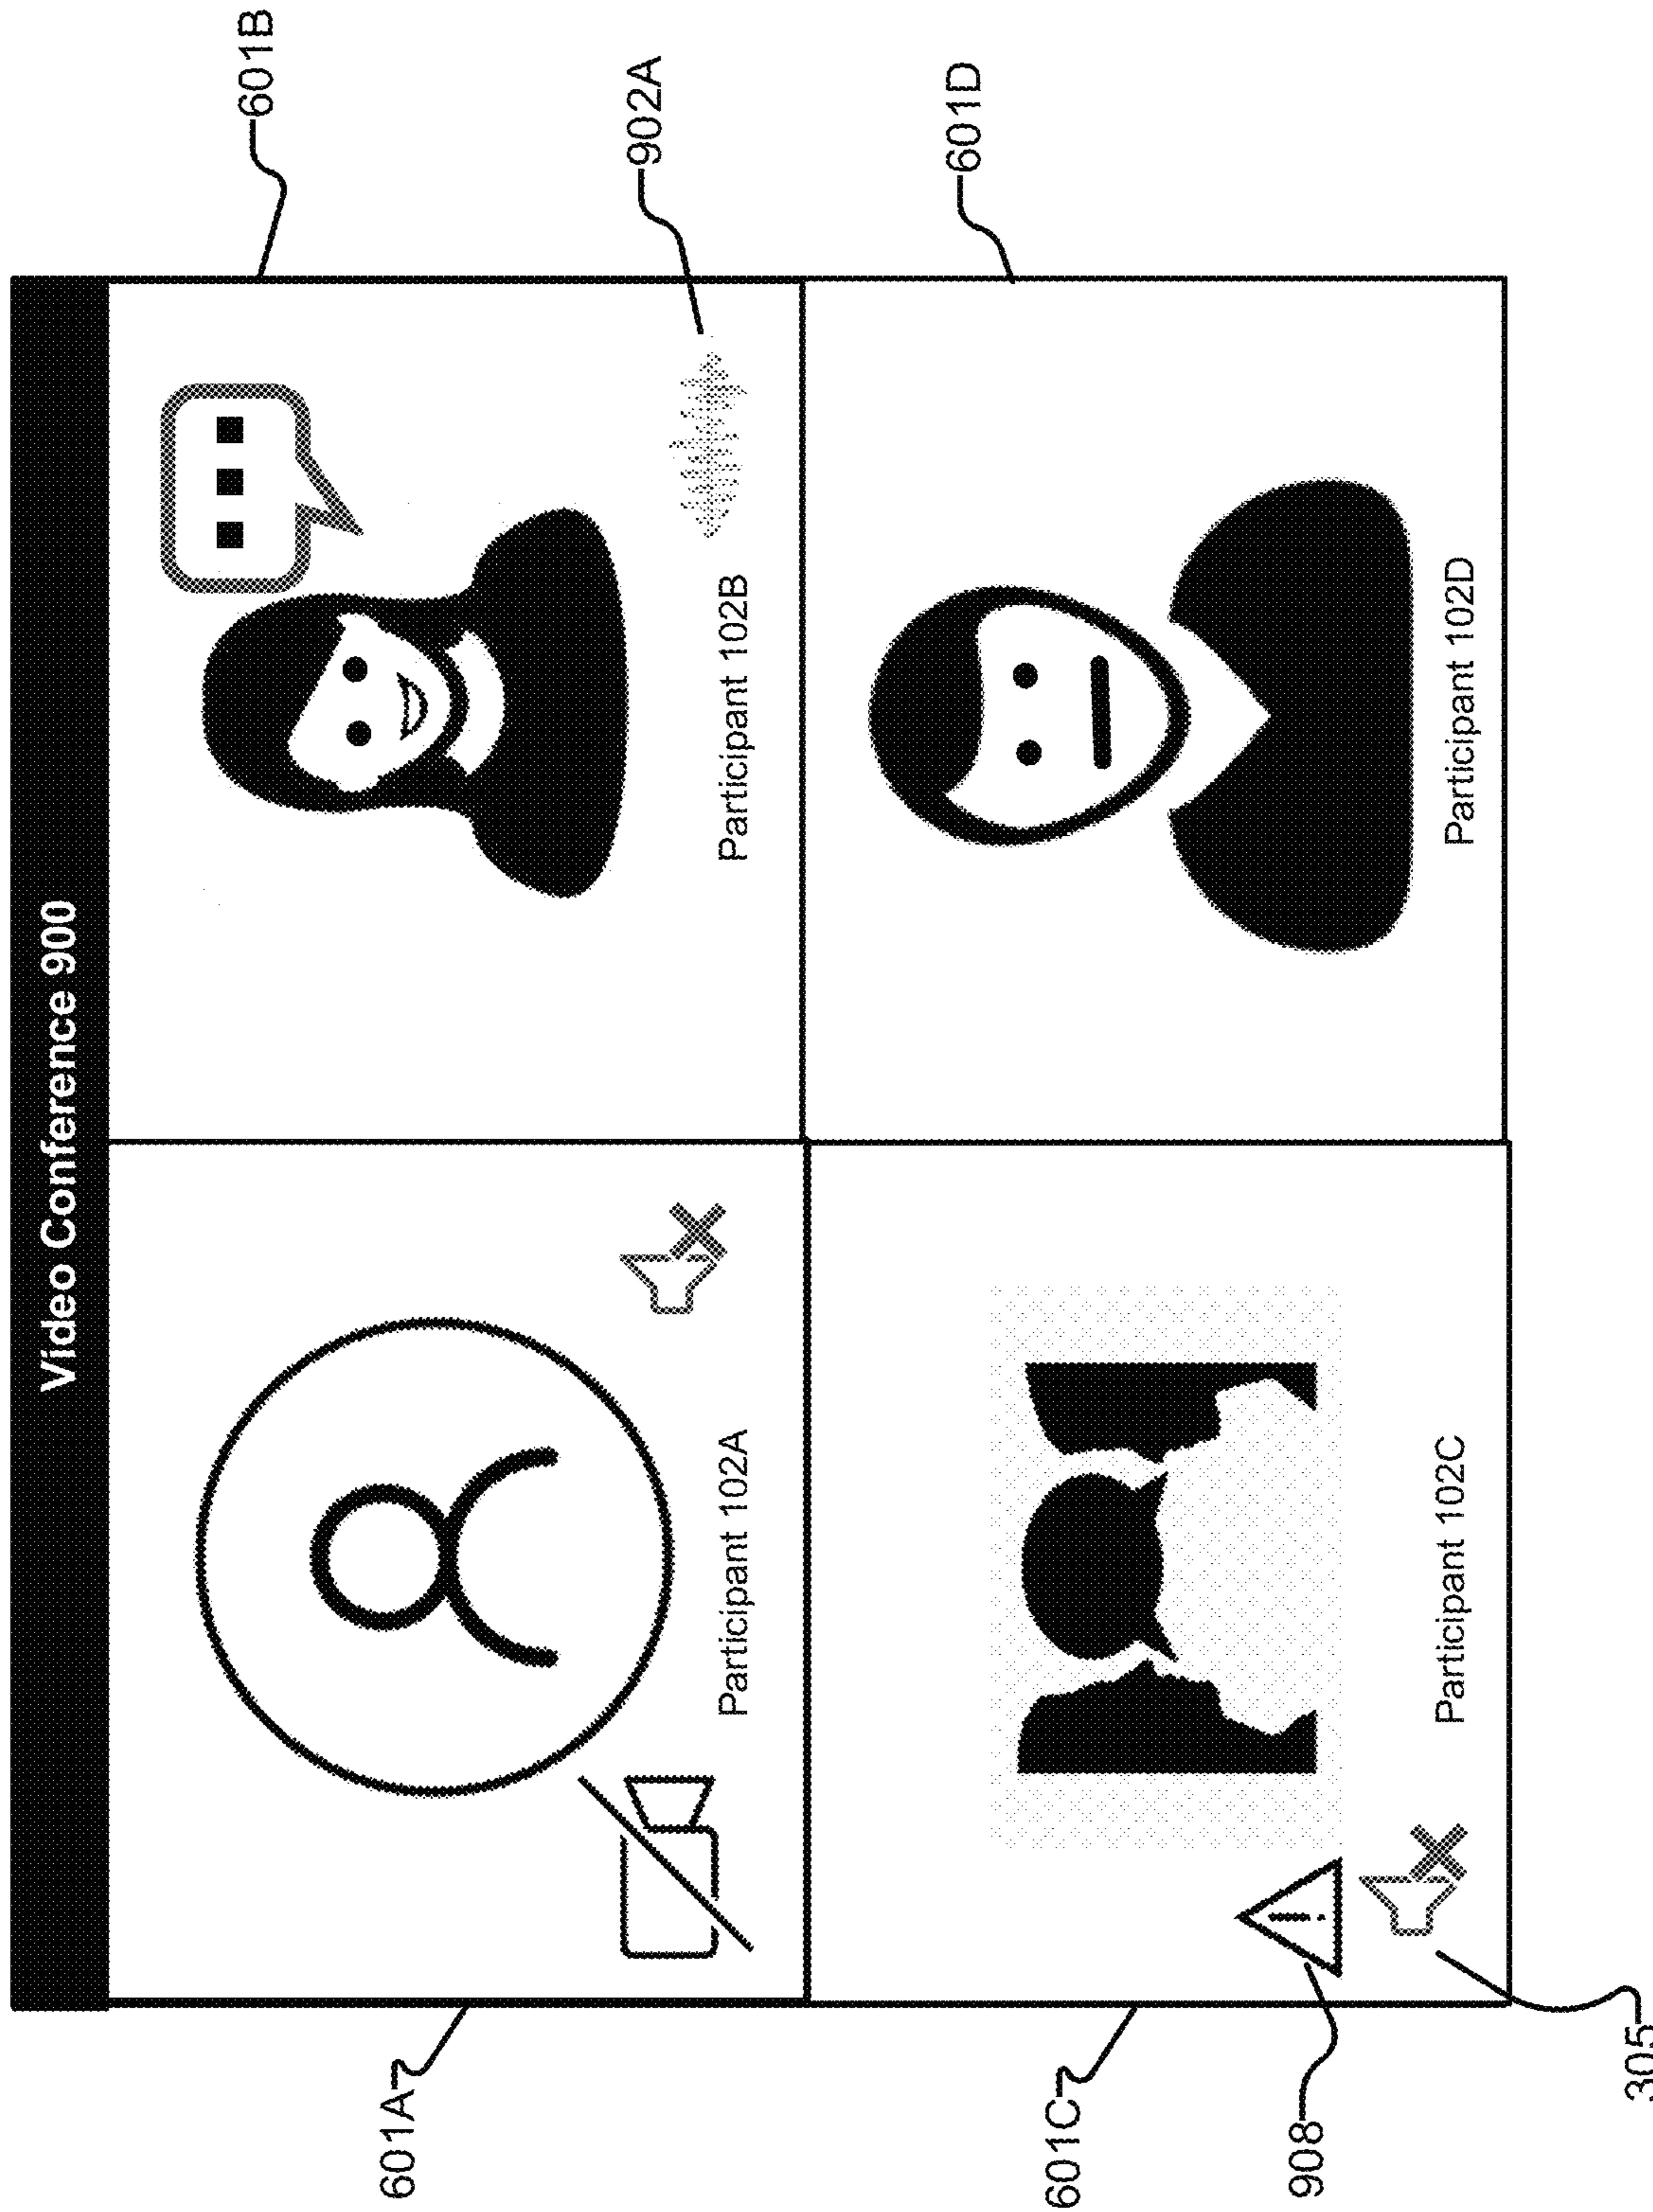 Video Conference 900
601A
601B
Participant 102A
Participant 102B
902A
601C
601D
Participant 102C
Participant 102D
908
305